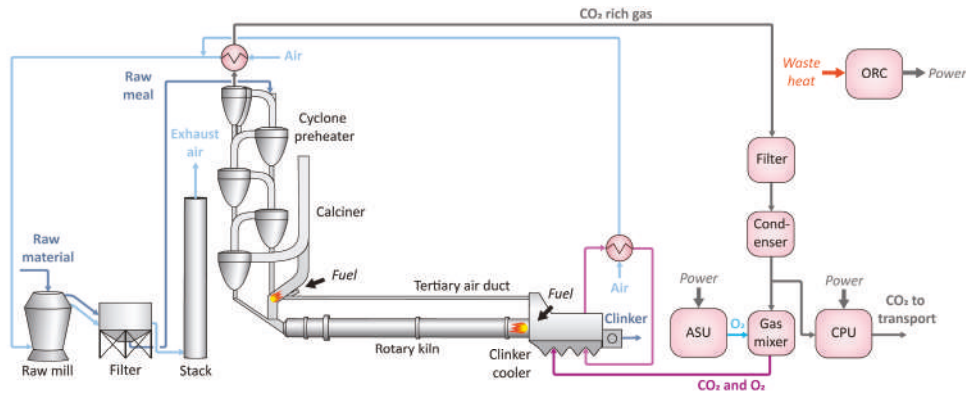 CO₂ rich gas
Air
Raw
meal
Waste
heat
ORC
Power
Cyclone
preheater
Exhaust
air
Filter
Calciner
Raw
material
Cond-
enser
Fuel
Tertiary air duct
Fuel
Air
Power
Power
CO₂ to
transport
Clinker
ASU
O₂
Gas
mixer
CPU
Rotary kiln
Clinker
cooler
Raw mill
Filter
Stack
CO₂ and O₂